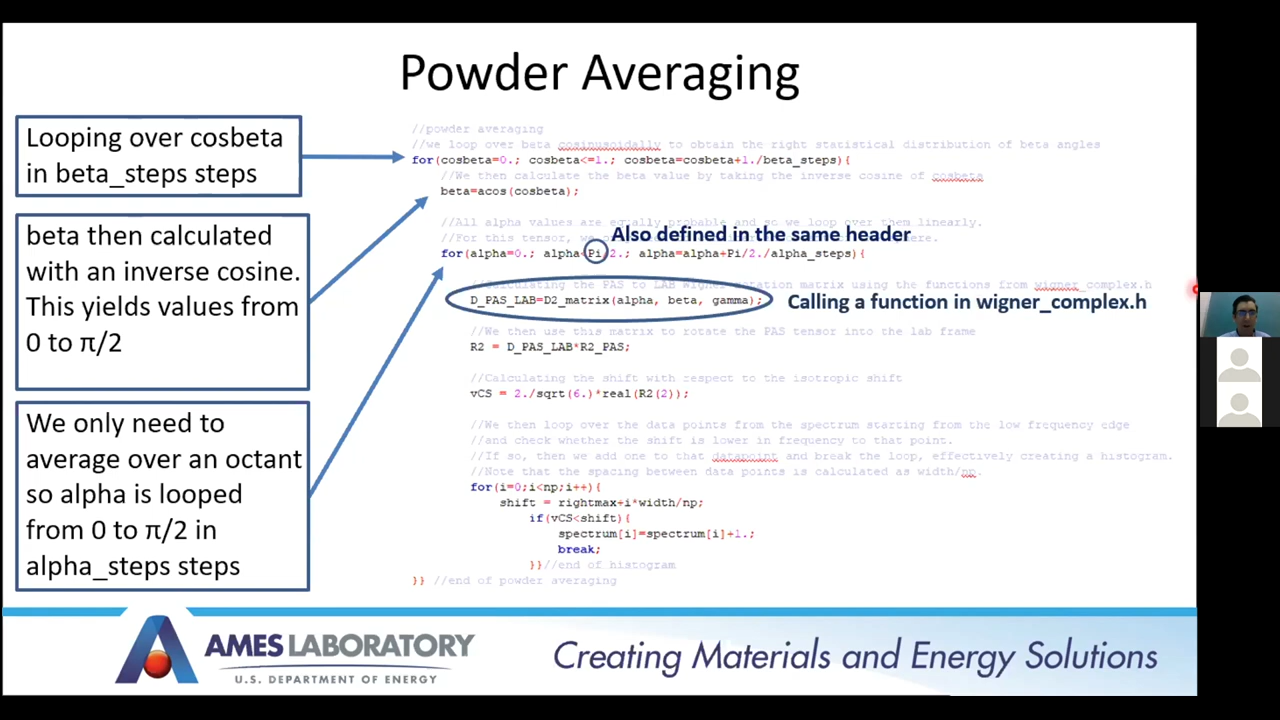 Powder Averaging
Looping over cosbeta
in beta_steps steps
beta then calculated
with an inverse cosine.
This yields values from
0 to π/2
We only need to
average over an octant
so alpha is looped
from 0 to π/2 in
alpha_steps steps
//powder averaging
//we loop over beta cosinusoidally to obtain the right statistical distribution of beta angles
for(cosbeta=0.; cosbeta<=1.; cosbeta=cosbeta+1./beta_steps){
//We then calculate the beta value by taking the inverse cosine of cosbeta
beta=acos(cosbeta);
//All alpha values are equally probable and so we loop over them linearly.
Also defined in the same header
//For this tensor, we
for(alpha=0.; alpha<Pi/2.; alpha=alpha+Pi/2./alpha_steps){
//Calculating the PAS to LAB Wigner rotation matrix using the functions from wigner_complex.h
D_PAS_LAB=D2_matrix(alpha, beta, gamma);
Calling a function in wigner_complex.h
//We then use this matrix to rotate the PAS tensor into the lab frame
R2 = D_PAS_LAB*R2_PAS;
//Calculating the shift with respect to the isotropic shift
vCS = 2./sqrt(6.)*real(R2(2));
//We then loop over the data points from the spectrum starting from the low frequency edge
//and check whether the shift is lower in frequency to that point.
//If so, then we add one to that datapoint and break the loop, effectively creating a histogram.
//Note that the spacing between data points is calculated as width/np.
for(i=0;i<np;i++){
shift = rightmax+i*width/np;
if(vCS<shift){
spectrum[i]=spectrum[i]+1.;
break;
}}//end of histogram
}} //end of powder averaging
AMES LABORATORY
U.S. DEPARTMENT OF ENERGY
Creating Materials and Energy Solutions